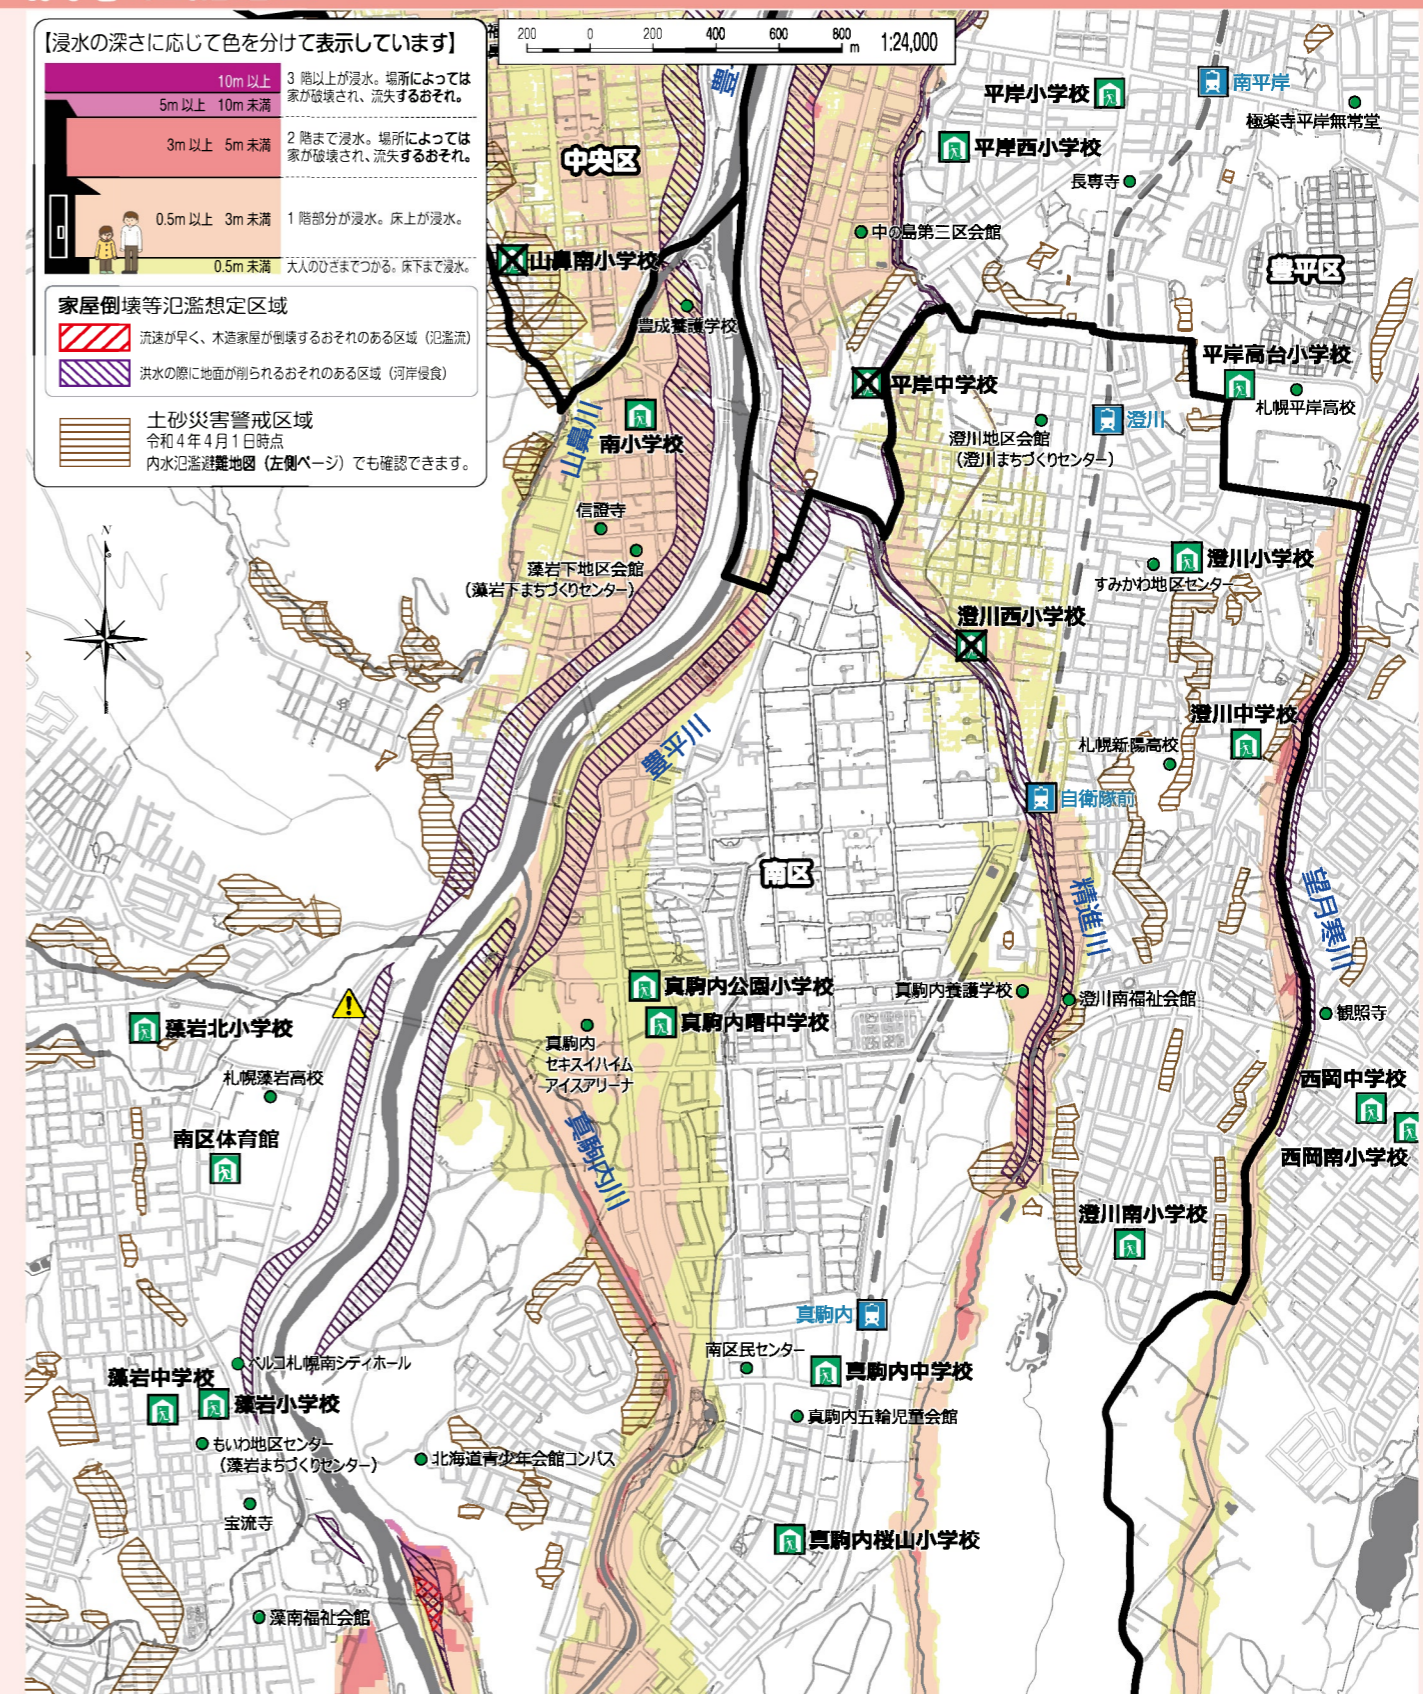 【浸水の深さに応じて色を分けて表示しています】
10m 以上
3 階以上が浸水。場所によっては
家が破壊され、流失するおそれ。
5m 以上 10m 未満
3m 以上 5m 未満
2 階まで浸水。場所によっては
家が破壊され、流失するおそれ。
0.5m 以上 3m 未満
1 階部分が浸水。床上が浸水。
0.5m 未満
大人のひざまでつかる。床下まで浸水。
家屋倒壊等氾濫想定区域
流速が早く、木造家屋が倒壊するおそれのある区域（氾濫流）
洪水の際に地面が削られるおそれのある区域（河岸侵食）
土砂災害警戒区域
令和４年４月１日時点
内水氾濫避難地図（左側ページ）でも確認できます。
200 0 200 400 600 800 m 1:24,000
N
中央区
平岸小学校
南平岸
極楽寺平岸無常堂
平岸西小学校
長専寺
中の島第三区会館
山鼻南小学校
豊平区
豊成養護学校
平岸高台小学校
平岸中学校
札幌平岸高校
澄川
山鼻川
南小学校
澄川地区会館
（澄川まちづくりセンター）
信證寺
藻岩下地区会館
（藻岩下まちづくりセンター）
澄川小学校
すみかわ地区センター
澄川西小学校
澄川中学校
豊平川
札幌新陽高校
自衛隊前
南区
精進川
望月寒川
真駒内公園小学校
真駒内養護学校
澄川南福祉会館
観照寺
真駒内曙中学校
藻岩北小学校
真駒内
セキスイハイム
アイスアリーナ
札幌藻岩高校
西岡中学校
南区体育館
真駒内川
西岡南小学校
澄川南小学校
真駒内
南区民センター
ベルコ札幌南シティホール
真駒内中学校
藻岩中学校
藻岩小学校
真駒内五輪児童会館
もいわ地区センター
（藻岩まちづくりセンター）
北海道青少年会館コンパス
宝流寺
真駒内桜山小学校
藻南福祉会館